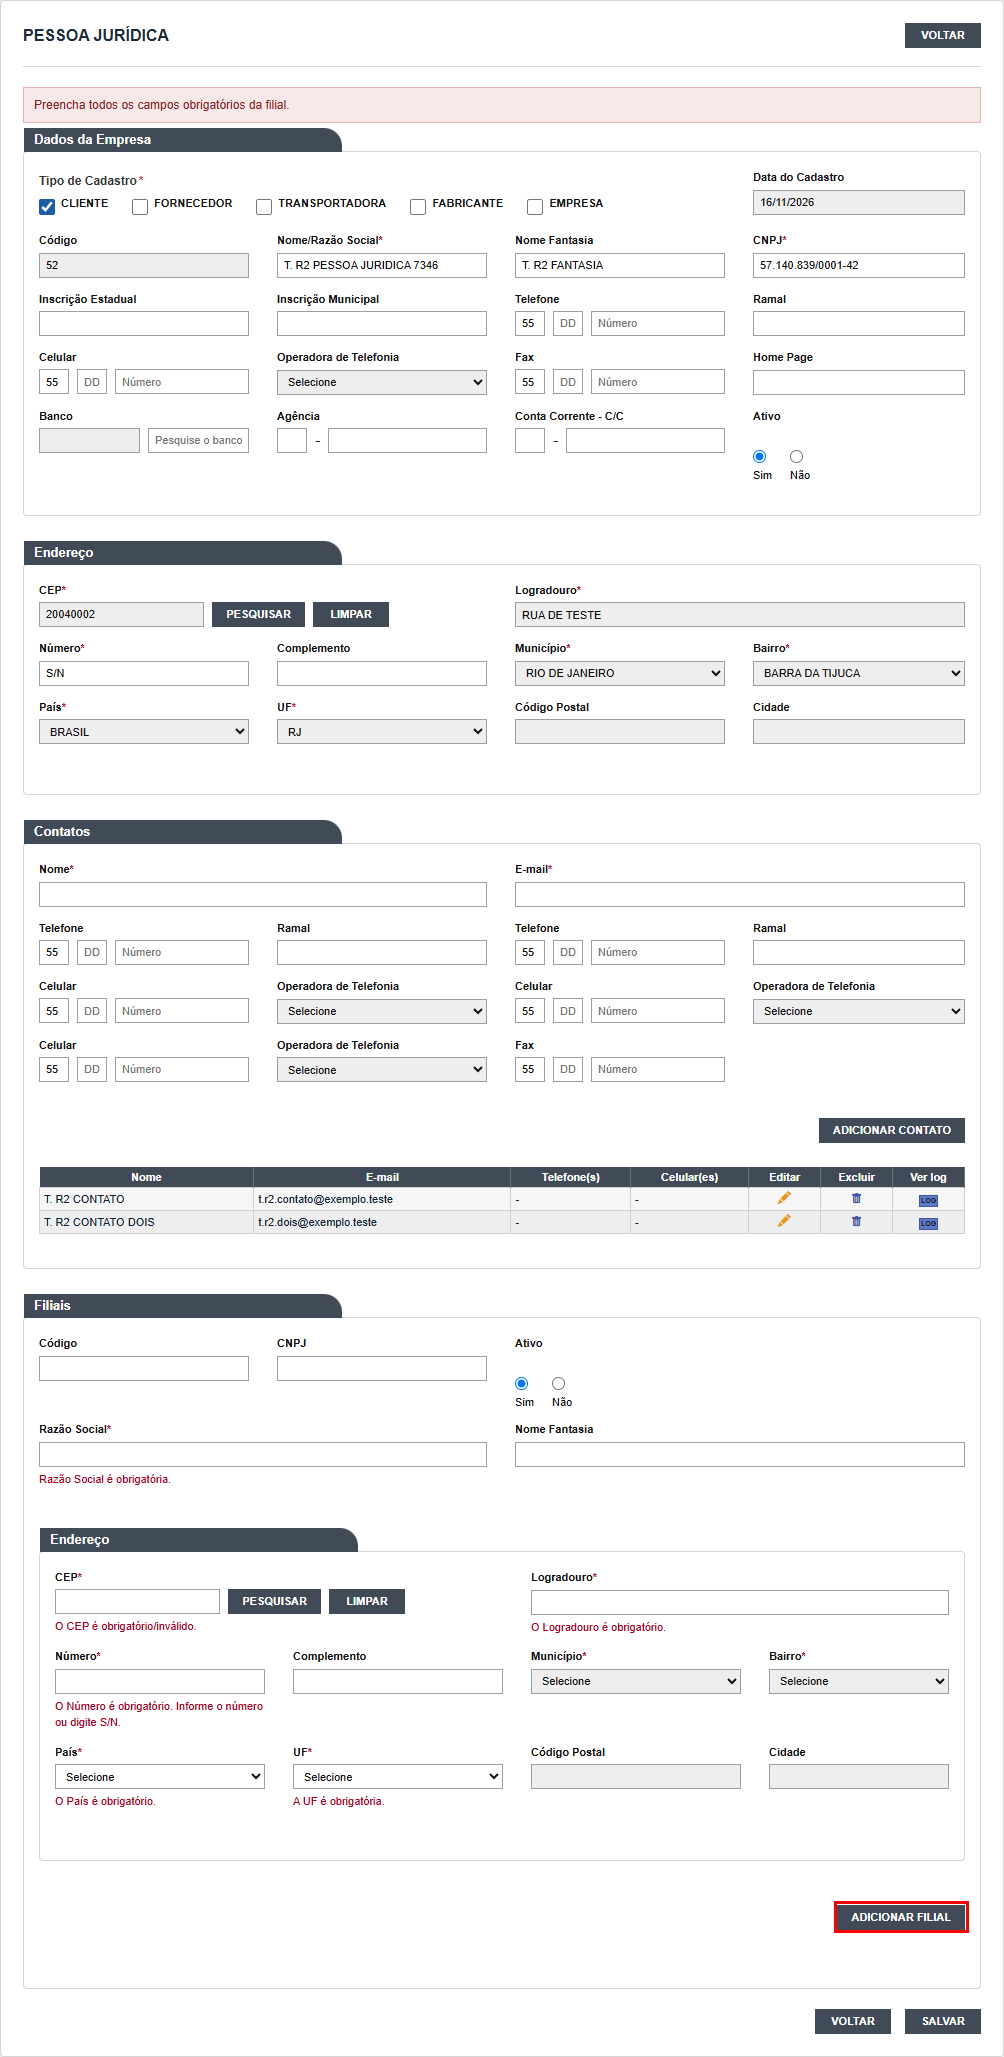 PESSOA JURÍDICA
VOLTAR
Preencha todos os campos obrigatórios da filial.
Dados da Empresa
Tipo de Cadastro*
Data do Cadastro
CLIENTE FORNECEDOR TRANSPORTADORA FABRICANTE EMPRESA
16/11/2026
Código Nome/Razão Social* Nome Fantasia CNPJ*
52 T. R2 PESSOA JURIDICA 7346 T. R2 FANTASIA 57.140.839/0001-42
Inscrição Estadual Inscrição Municipal Telefone Ramal
55 DD Número
Celular Operadora de Telefonia Fax Home Page
55 DD Número Selecione 55 DD Número
Banco Agência Conta Corrente - C/C Ativo
Pesquise o banco - -
Sim Não
Endereço
CEP* Logradouro*
20040002 PESQUISAR LIMPAR RUA DE TESTE
Número* Complemento Município* Bairro*
S/N RIO DE JANEIRO BARRA DA TIJUCA
País* UF* Código Postal Cidade
BRASIL RJ
Contatos
Nome* E-mail*
Telefone Ramal Telefone Ramal
55 DD Número 55 DD Número
Celular Operadora de Telefonia Celular Operadora de Telefonia
55 DD Número Selecione 55 DD Número Selecione
Celular Operadora de Telefonia Fax
55 DD Número Selecione 55 DD Número
ADICIONAR CONTATO
Nome E-mail Telefone(s) Celular(es) Editar Excluir Ver log
T. R2 CONTATO t.r2.contato@exemplo.teste - - LOG
T. R2 CONTATO DOIS t.r2.dois@exemplo.teste - - LOG
Filiais
Código CNPJ Ativo
Sim Não
Razão Social* Nome Fantasia
Razão Social é obrigatória.
Endereço
CEP* Logradouro*
PESQUISAR LIMPAR
O CEP é obrigatório/inválido. O Logradouro é obrigatório.
Número* Complemento Município* Bairro*
Selecione Selecione
O Número é obrigatório. Informe o número
ou digite S/N.
País* UF* Código Postal Cidade
Selecione Selecione
O País é obrigatório. A UF é obrigatória.
ADICIONAR FILIAL
VOLTAR SALVAR